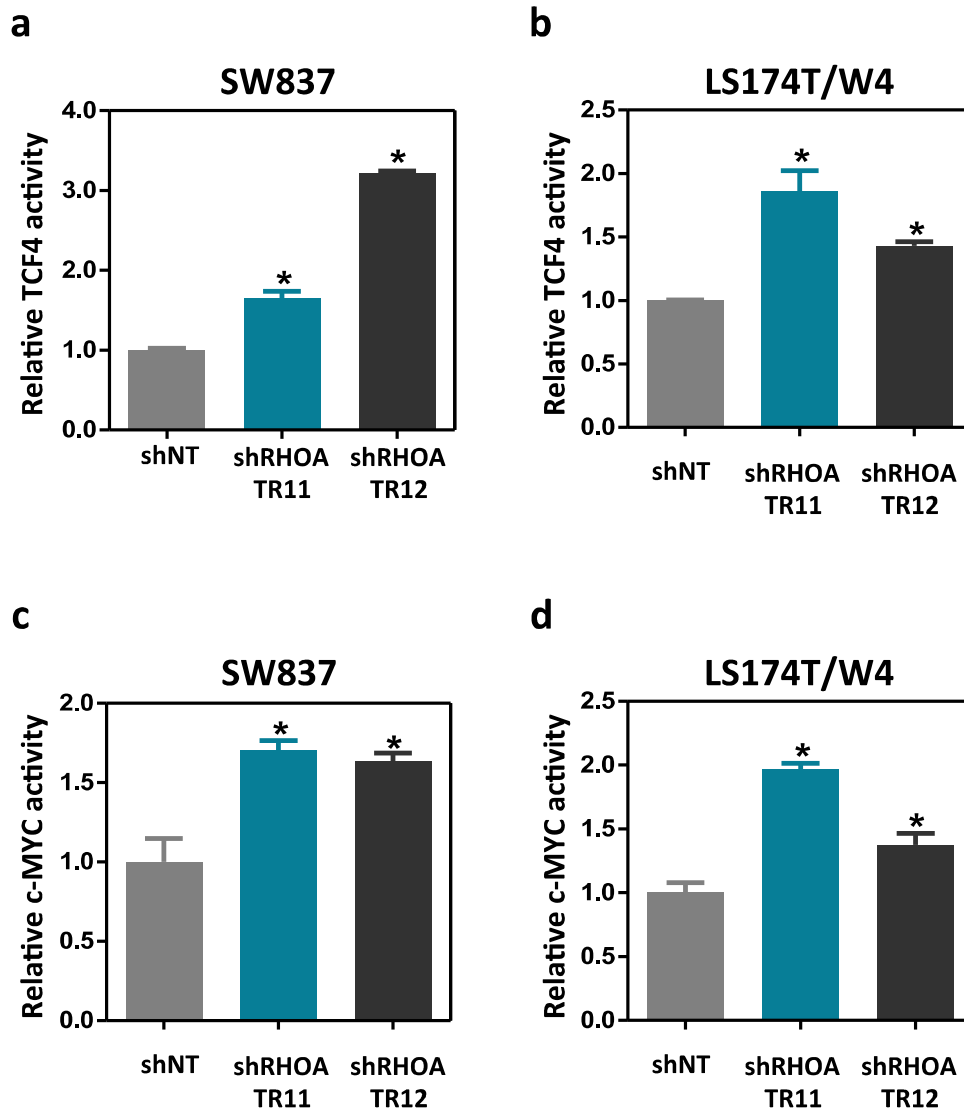 a
SW837
Relative TCF4 activity
4.0
3.0
2.0
1.0
0.0
*
*
shNT
shRHOA
TR11
shRHOA
TR12
b
LS174T/W4
Relative TCF4 activity
2.5
2.0
1.5
1.0
0.5
0.0
*
*
shNT
shRHOA
TR11
shRHOA
TR12
c
SW837
Relative c-MYC activity
2.0
1.5
1.0
0.5
0.0
*
*
shNT
shRHOA
TR11
shRHOA
TR12
d
LS174T/W4
Relative c-MYC activity
2.5
2.0
1.5
1.0
0.5
0.0
*
*
shNT
shRHOA
TR11
shRHOA
TR12